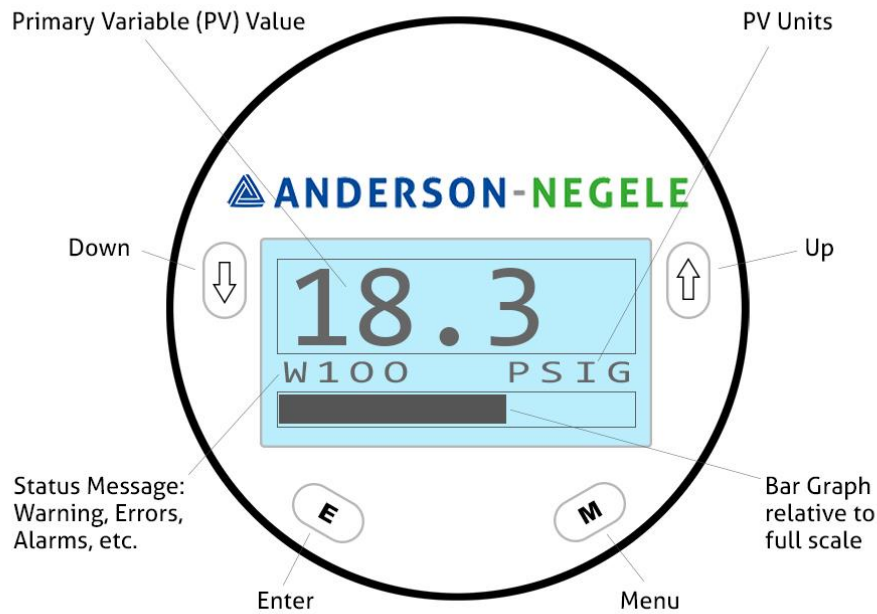 Primary Variable (PV) Value
PV Units
ANDERSON-NEGELE
Down
Up
18.3
W100 PSIG
Status Message:
Warning, Errors,
Alarms, etc.
E
M
Bar Graph
relative to
full scale
Enter
Menu